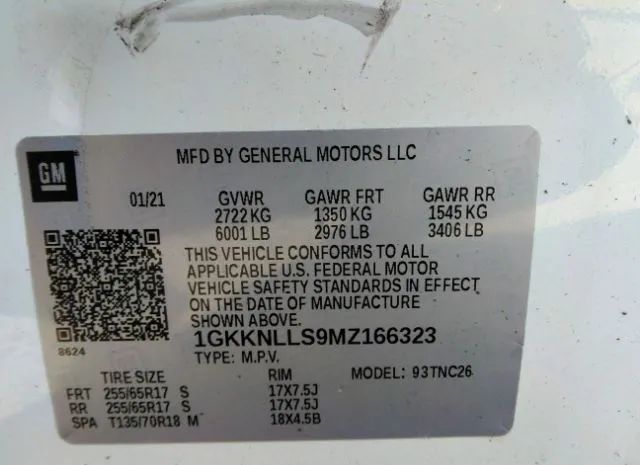 GM
MFD BY GENERAL MOTORS LLC
01/21 GVWR GAWR FRT GAWR RR
2722 KG 1350 KG 1545 KG
6001 LB 2976 LB 3406 LB
THIS VEHICLE CONFORMS TO ALL
APPLICABLE U.S. FEDERAL MOTOR
VEHICLE SAFETY STANDARDS IN EFFECT
ON THE DATE OF MANUFACTURE
SHOWN ABOVE.
8624
1GKKNLLS9MZ166323
TYPE: M.P.V.
TIRE SIZE RIM MODEL: 93TNC26
FRT 255/65R17 S 17X7.5J
RR 255/65R17 S 17X7.5J
SPA T135/70R18 M 18X4.5B